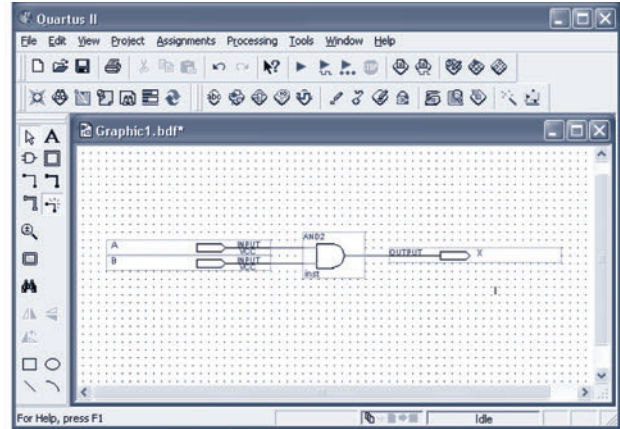 Quartus II
File Edit View Project Assignments Processing Tools Window Help
Graphic1.bdf*
A INPUT
VCC
B INPUT
VCC
AND2
inst
OUTPUT X
For Help, press F1
Idle